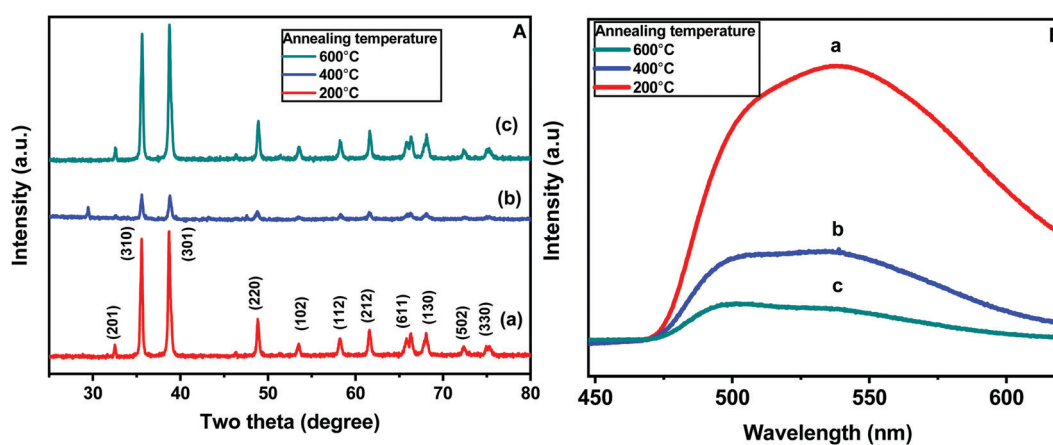 A
Annealing temperature
600°C
400°C
200°C
(c)
(b)
(a)
(201)
(310)
(301)
(220)
(102)
(112)
(212)
(611)
(130)
(502)
(330)
Intensity (a.u.)
30 40 50 60 70 80
Two theta (degree)
Annealing temperature
600°C
400°C
200°C
a
b
c
Intensity (a.u)
450 500 550 600
Wavelength (nm)